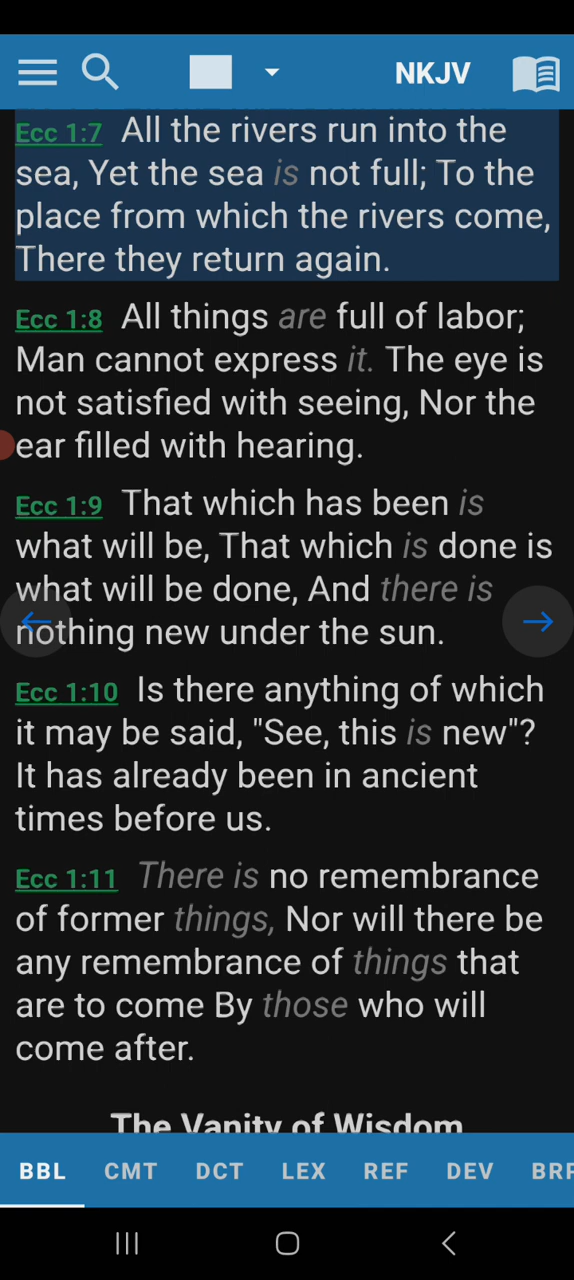 NKJV
Ecc 1:7 All the rivers run into the
sea, Yet the sea is not full; To the
place from which the rivers come,
There they return again.
Ecc 1:8 All things are full of labor;
Man cannot express it. The eye is
not satisfied with seeing, Nor the
ear filled with hearing.
Ecc 1:9 That which has been is
what will be, That which is done is
what will be done, And there is
nothing new under the sun.
Ecc 1:10 Is there anything of which
it may be said, "See, this is new"?
It has already been in ancient
times before us.
Ecc 1:11 There is no remembrance
of former things, Nor will there be
any remembrance of things that
are to come By those who will
come after.
The Vanity of Wisdom
BBL CMT DCT LEX REF DEV BRP